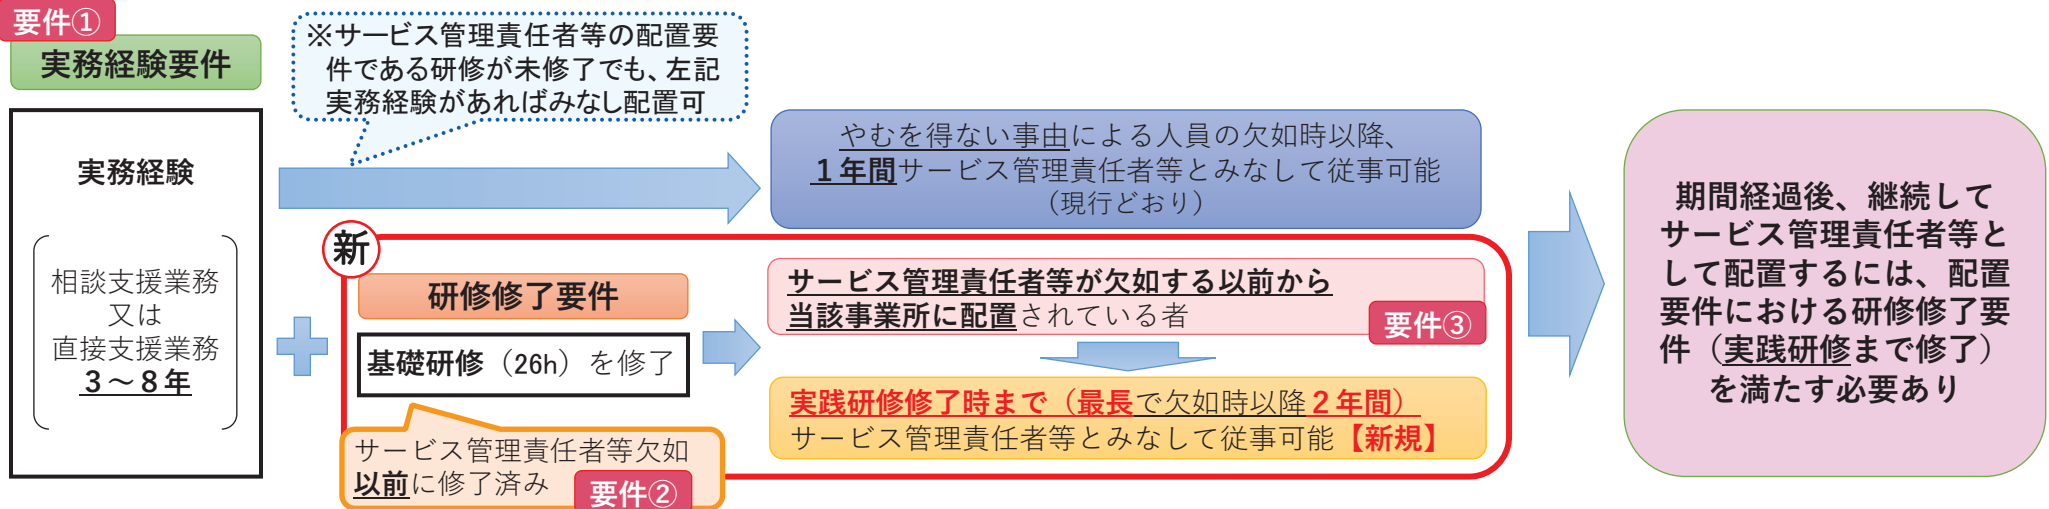 要件①
実務経験要件
実務経験
相談支援業務
又は
直接支援業務
３～８年
※サービス管理責任者等の配置要
件である研修が未修了でも、左記
実務経験があればみなし配置可
やむを得ない事由による人員の欠如時以降、
１年間サービス管理責任者等とみなして従事可能
（現行どおり）
新
研修修了要件
基礎研修（26h）を修了
サービス管理責任者等欠如
以前に修了済み
要件②
サービス管理責任者等が欠如する以前から
当該事業所に配置されている者
要件③
実践研修修了時まで（最長で欠如時以降２年間）
サービス管理責任者等とみなして従事可能【新規】
期間経過後、継続して
サービス管理責任者等と
して配置するには、配置
要件における研修修了要
件（実践研修まで修了）
を満たす必要あり